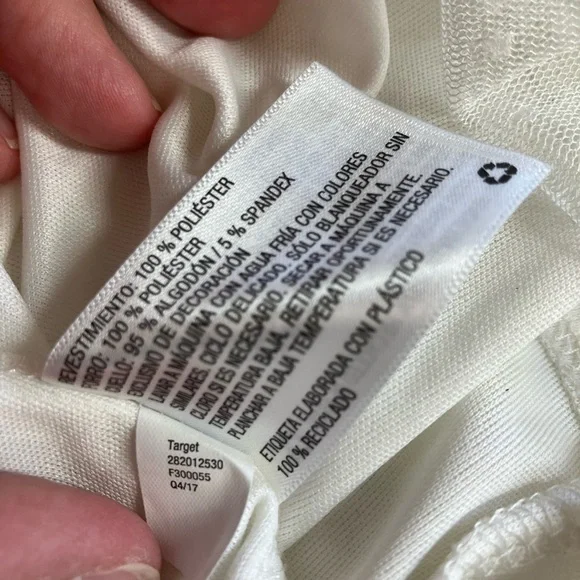 REVESTIMIENTO: 100 % POLIÉSTER
FORRO: 100 % POLIÉSTER
SUELO: 95 % ALGODÓN / 5 % SPANDEX
EXCLUSIVO DE DECORACIÓN
LAVAR A MÁQUINA CON AGUA FRÍA CON COLORES
SIMILARES. CICLO DELICADO. SÓLO BLANQUEADOR SIN
CLORO SI ES NECESARIO. SECAR A MÁQUINA A
TEMPERATURA BAJA. RETIRAR OPORTUNAMENTE.
PLANCHAR A BAJA TEMPERATURA SI ES NECESARIO.
ETIQUETA ELABORADA CON PLÁSTICO
100 % RECICLADO
Target
282012530
F300055
Q4/17